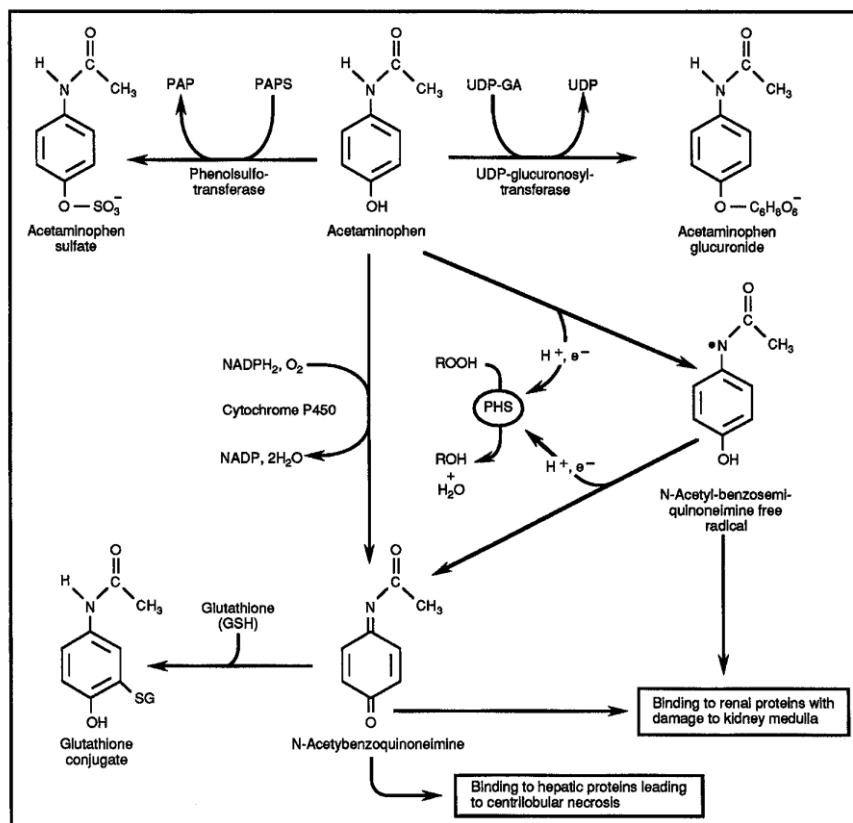 O
H
N
C
CH₃
O—SO₃⁻
Acetaminophen
sulfate
PAP
PAPS
Phenolsulfo-
transferase
O
H
N
C
CH₃
OH
Acetaminophen
UDP-GA
UDP
UDP-glucuronosyl-
transferase
O
H
N
C
CH₃
O—C₆H₈O₆⁻
Acetaminophen
glucuronide
NADPH₂, O₂
Cytochrome P450
NADP, 2H₂O
ROOH
H⁺, e⁻
PHS
ROH
+
H₂O
H⁺, e⁻
O
•N
C
CH₃
OH
N-Acetyl-benzosemi-
quinoneimine free
radical
O
H
N
C
CH₃
SG
OH
Glutathione
conjugate
Glutathione
(GSH)
O
N
C
CH₃
O
N-Acetybenzoquinoneimine
Binding to renal proteins with
damage to kidney medulla
Binding to hepatic proteins leading
to centrilobular necrosis